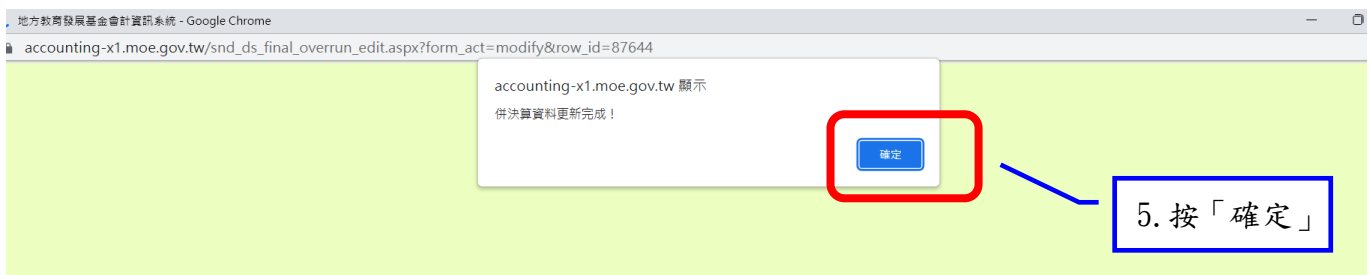 地方教育發展基金會計資訊系統 - Google Chrome
accounting-x1.moe.gov.tw/snd_ds_final_overrun_edit.aspx?form_act=modify&row_id=87644
accounting-x1.moe.gov.tw 顯示
併決算資料更新完成！
確定
5.按「確定」